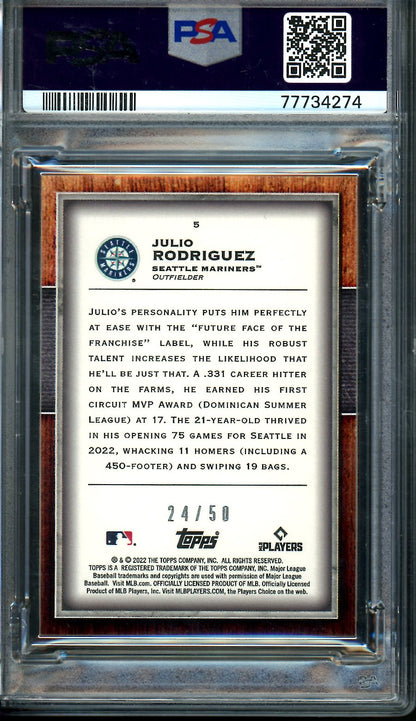 PSA
77734274
5
SEATTLE
MARINERS
JULIO
RODRIGUEZ
SEATTLE MARINERS™
OUTFIELDER
JULIO'S PERSONALITY PUTS HIM PERFECTLY
AT EASE WITH THE “FUTURE FACE OF THE
FRANCHISE” LABEL, WHILE HIS ROBUST
TALENT INCREASES THE LIKELIHOOD THAT
HE'LL BE JUST THAT. A .331 CAREER HITTER
ON THE FARMS, HE EARNED HIS FIRST
CIRCUIT MVP AWARD (DOMINICAN SUMMER
LEAGUE) AT 17. THE 21-YEAR-OLD THRIVED
IN HIS OPENING 75 GAMES FOR SEATTLE IN
2022, WHACKING 11 HOMERS (INCLUDING A
450-FOOTER) AND SWIPING 19 BAGS.
24/50
topps
MLB PLAYERS
® & © 2022 THE TOPPS COMPANY, INC. ALL RIGHTS RESERVED.
TOPPS IS A REGISTERED TRADEMARK OF THE TOPPS COMPANY, INC. Major League
Baseball trademarks and copyrights are used with permission of Major League
Baseball. Visit MLB.com. OFFICIALLY LICENSED PRODUCT OF MLB. Officially Licensed
Product of MLB Players, Inc. Visit MLBPLAYERS.com, the Players Choice on the web.
PSA